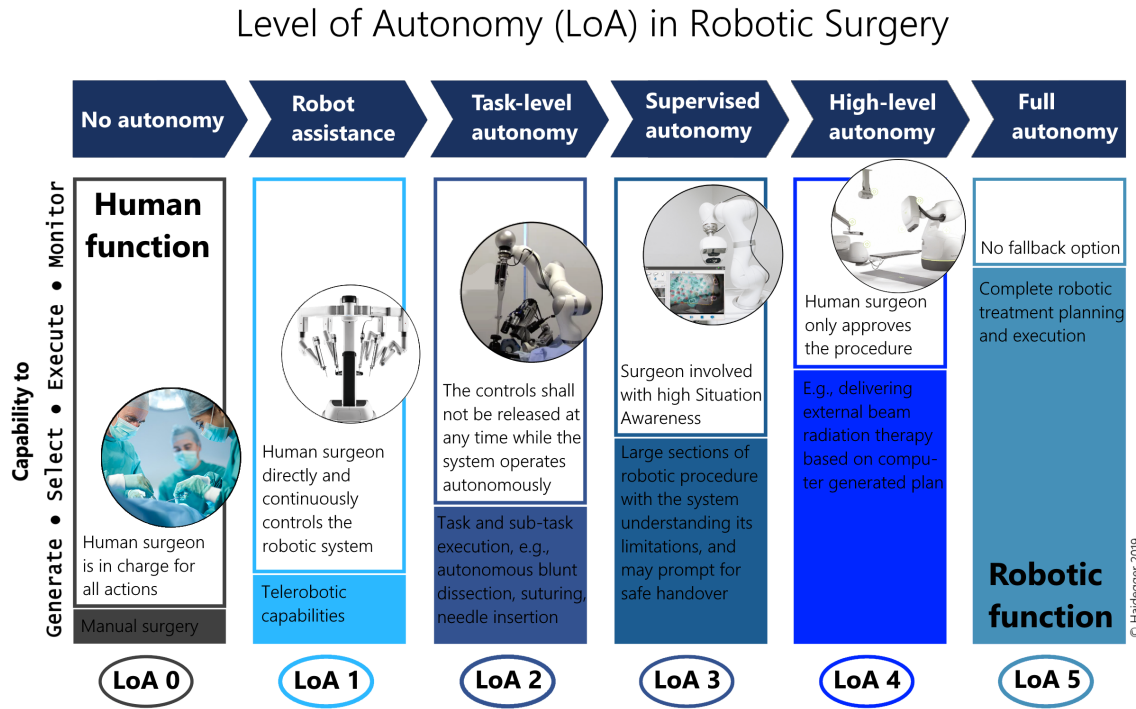 Level of Autonomy (LoA) in Robotic Surgery
No autonomy
Robot
assistance
Task-level
autonomy
Supervised
autonomy
High-level
autonomy
Full
autonomy
Capability to
Generate ● Select ● Execute ● Monitor
Human
function
Human surgeon
is in charge for
all actions
Manual surgery
Human surgeon
directly and
continuously
controls the
robotic system
Telerobotic
capabilities
The controls shall
not be released at
any time while the
system operates
autonomously
Task and sub-task
execution, e.g.,
autonomous blunt
dissection, suturing,
needle insertion
Surgeon involved
with high Situation
Awareness
Large sections of
robotic procedure
with the system
understanding its
limitations, and
may prompt for
safe handover
Human surgeon
only approves
the procedure
E.g., delivering
external beam
radiation therapy
based on compu-
ter generated plan
No fallback option
Complete robotic
treatment planning
and execution
Robotic
function
© Haidegger 2019
LoA 0
LoA 1
LoA 2
LoA 3
LoA 4
LoA 5